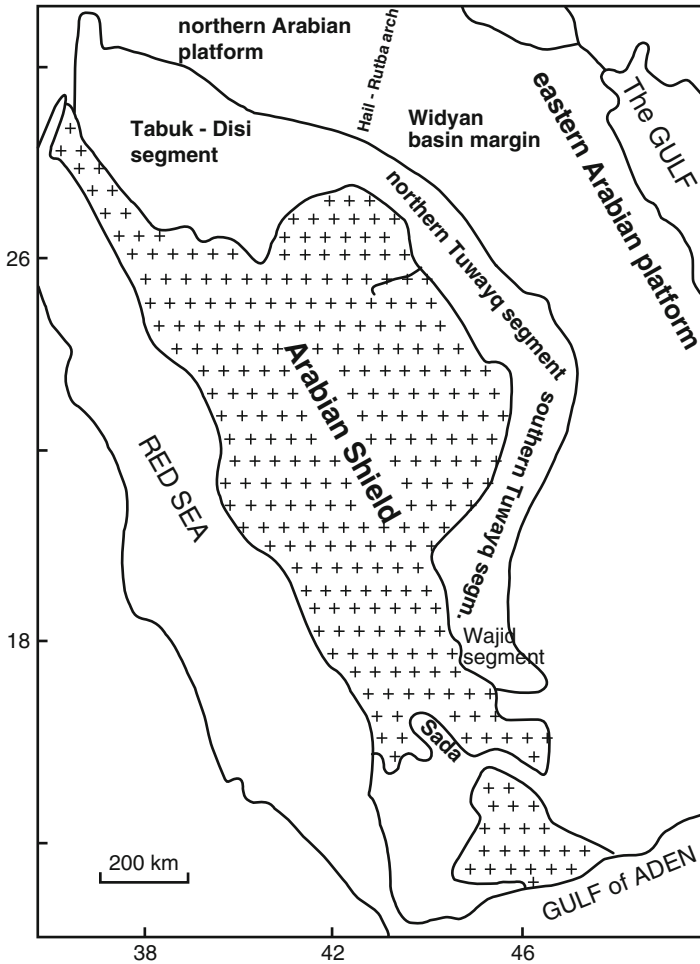 northern Arabian
platform
Hail - Rutba arch
The GULF
Widyan
basin margin
eastern Arabian platform
Tabuk - Disi
segment
northern Tuwayq segment
26
Arabian Shield
southern Tuwayq segm.
RED SEA
18
Wajid
segment
Sada
200 km
GULF of ADEN
38
42
46